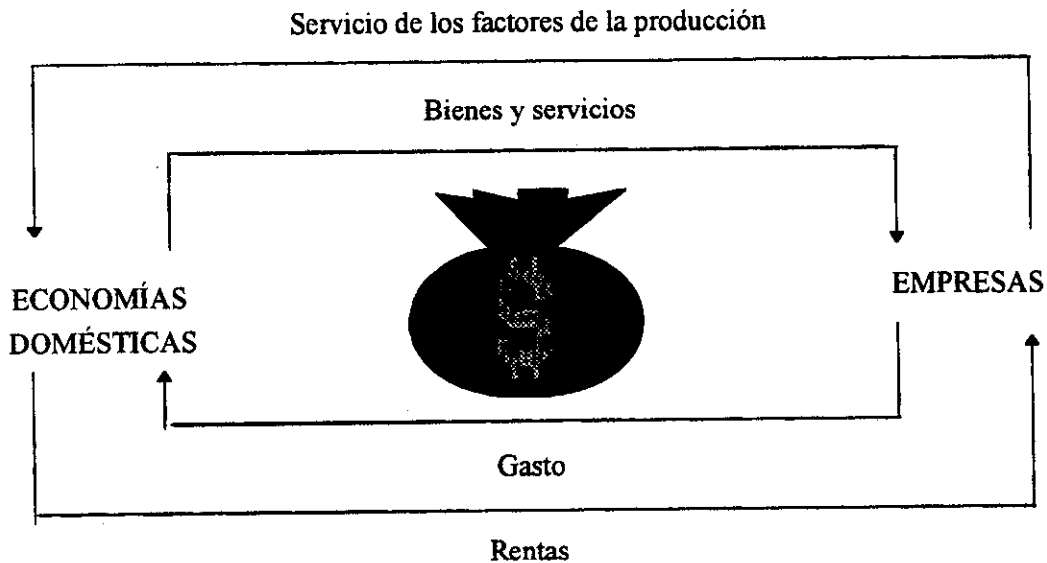 Servicio de los factores de la producción
Bienes y servicios
ECONOMÍAS
DOMÉSTICAS
EMPRESAS
Gasto
Rentas